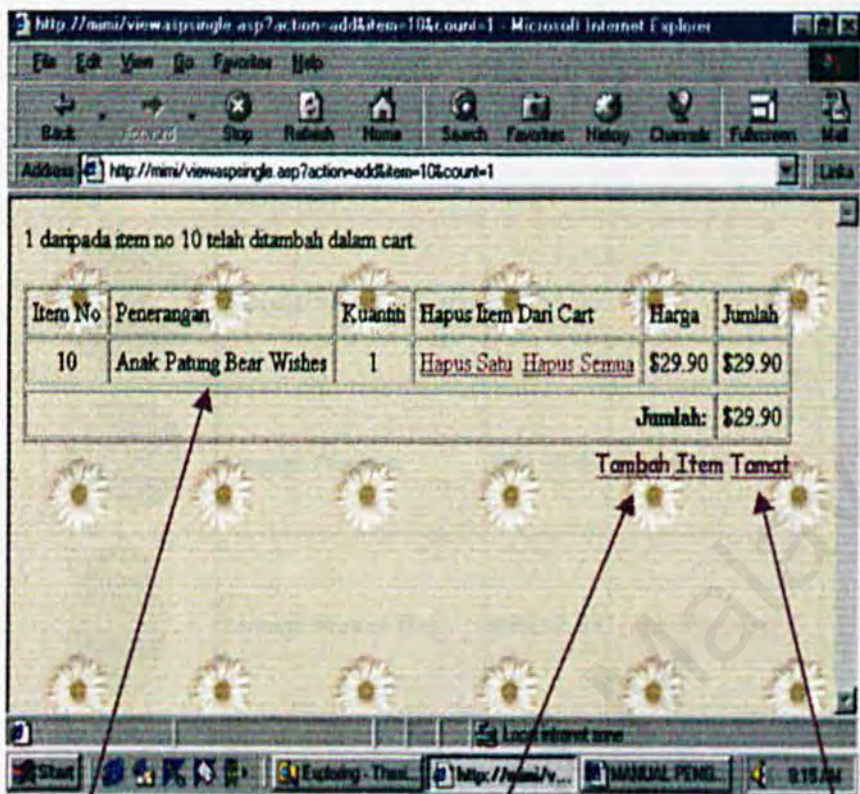 http://mimi/viewaspsingle.asp?action=add&item=10&count=1 - Microsoft Internet Explorer
File Edit View Go Favorites Help
Back Forward Stop Refresh Home Search Favorites History Channels Fullscreen Mail
Address http://mimi/viewaspsingle.asp?action=add&item=10&count=1 Links
1 daripada item no 10 telah ditambah dalam cart.
Item No Penerangan Kuantiti Hapus Item Dari Cart Harga Jumlah
10 Anak Patung Bear Wishes 1 Hapus Satu Hapus Semua $29.90 $29.90
Jumlah: $29.90
Tambah Item Tamat
Local intranet zone
Start Exploring - Thesi... http://mimi/v... MANUAL PENG... 9:15 AM
Malay